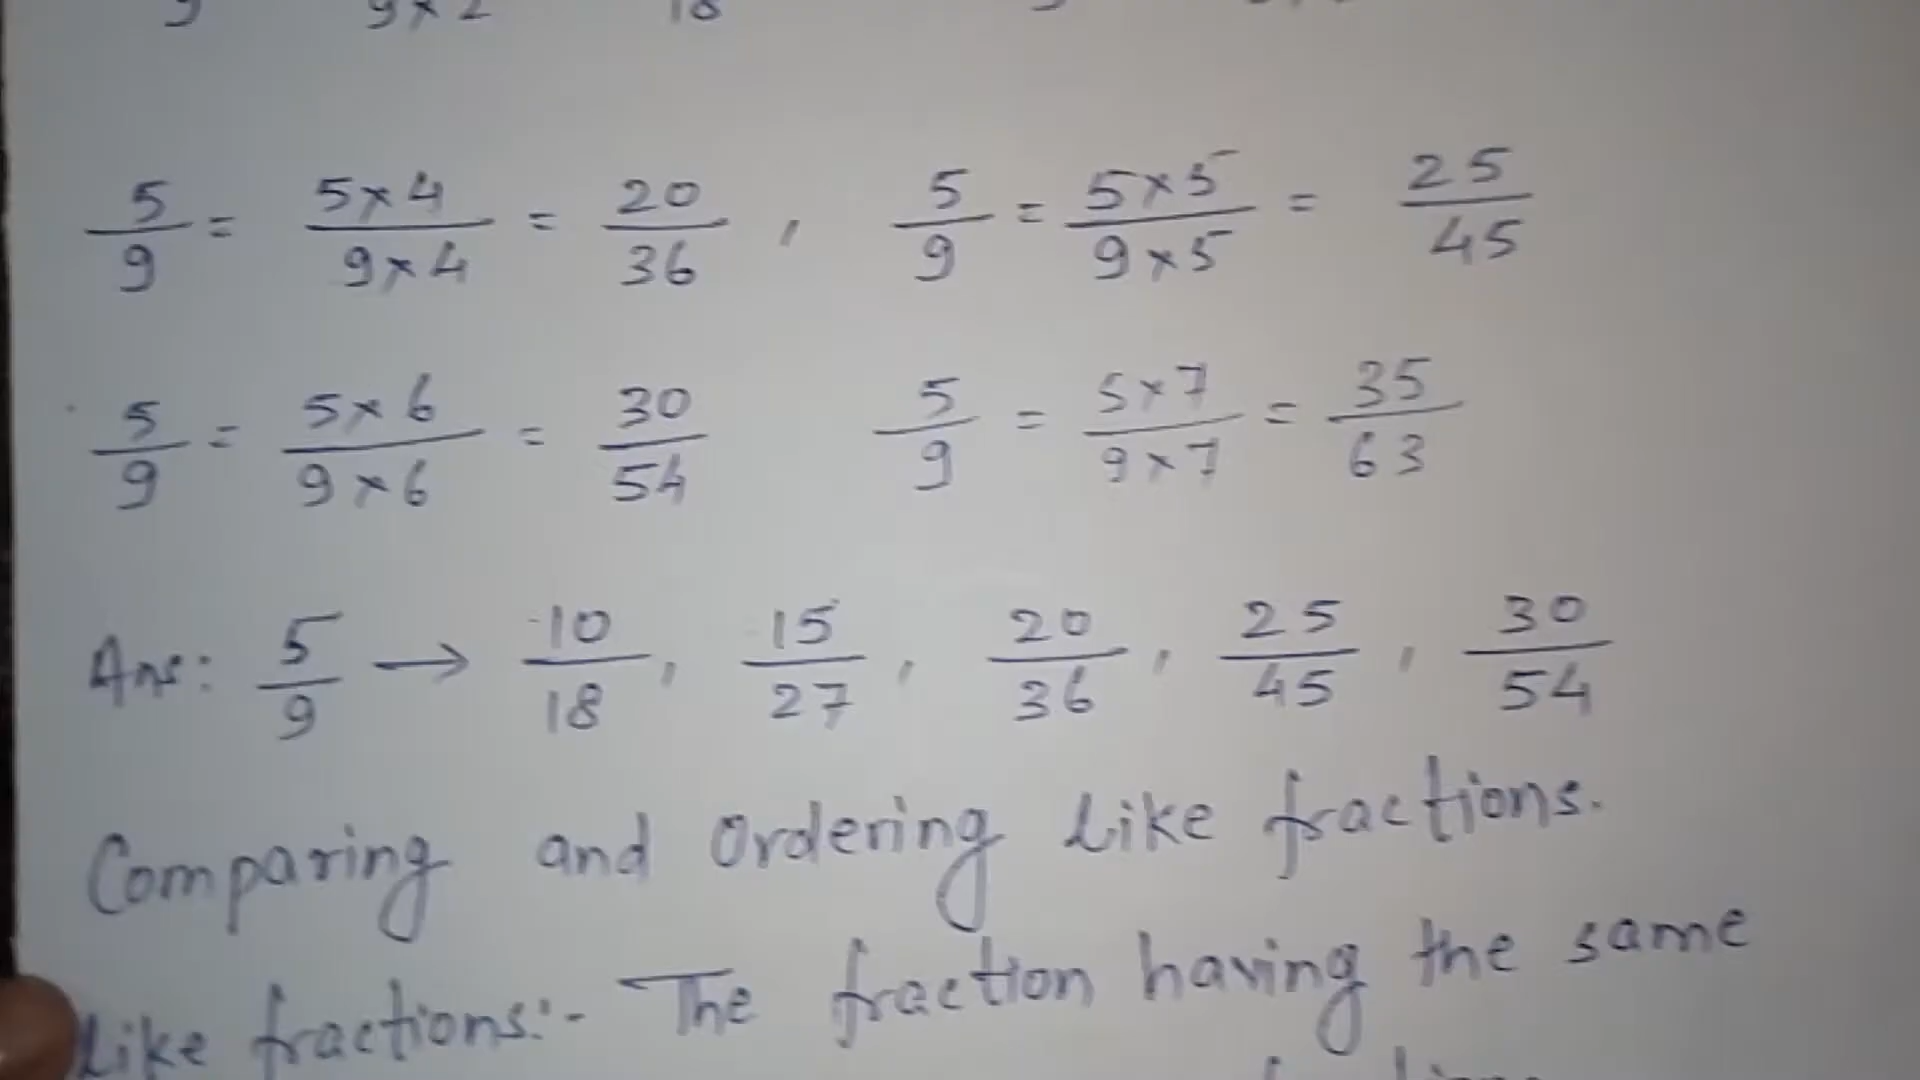 9×2 18
5/9 = 5×4/9×4 = 20/36 , 5/9 = 5×5/9×5 = 25/45
5/9 = 5×6/9×6 = 30/54 5/9 = 5×7/9×7 = 35/63
Ans: 5/9 → 10/18 , 15/27 , 20/36 , 25/45 , 30/54
Comparing and Ordering Like fractions.
Like fractions:- The fraction having the same